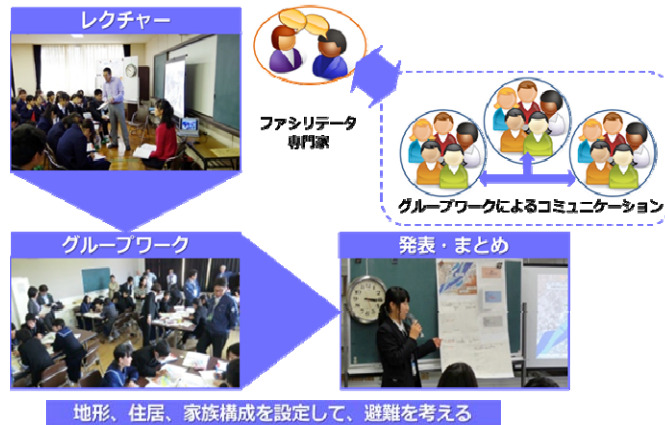 レクチャー
ファシリテータ
専門家
グループワークによるコミュニケーション
グループワーク
発表・まとめ
地形、住居、家族構成を設定して、避難を考える